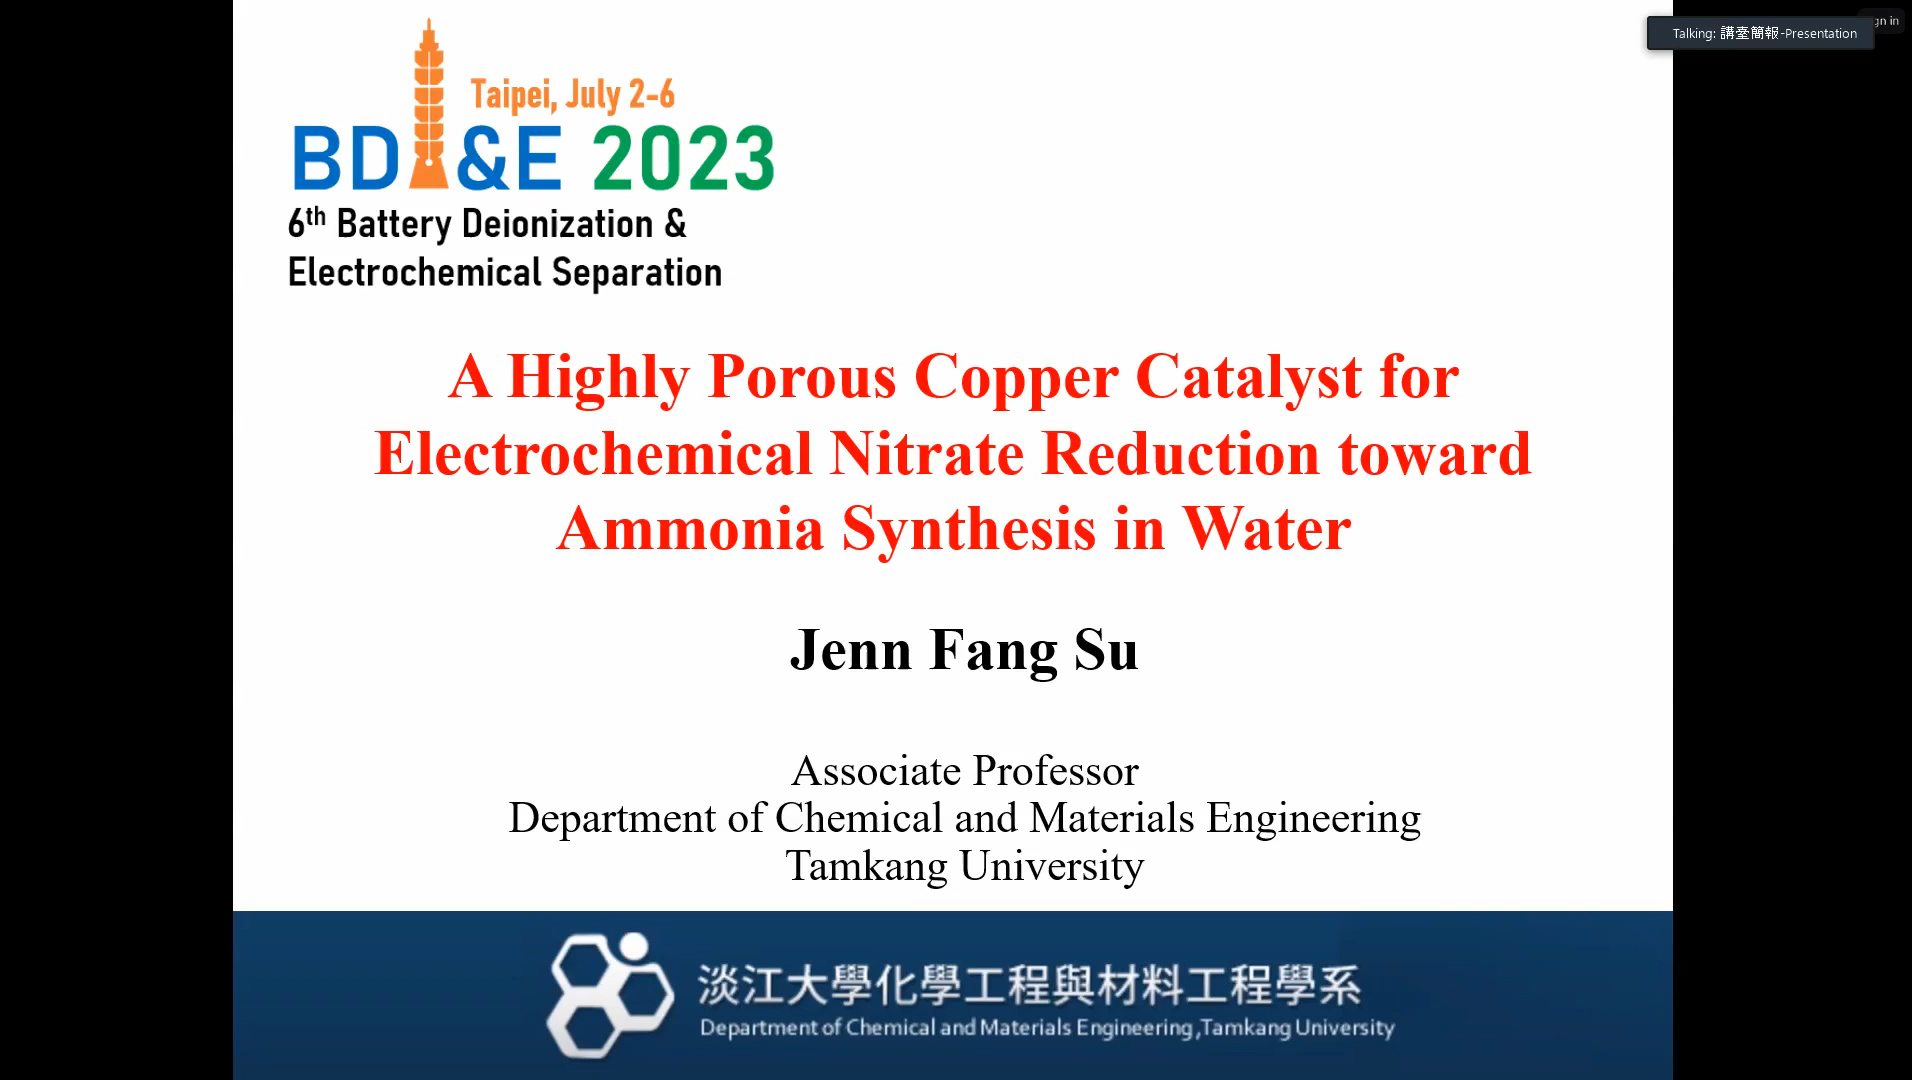 Talking: 講臺簡報-Presentation
Taipei, July 2-6
BD &E 2023
6th Battery Deionization &
Electrochemical Separation
A Highly Porous Copper Catalyst for
Electrochemical Nitrate Reduction toward
Ammonia Synthesis in Water
Jenn Fang Su
Associate Professor
Department of Chemical and Materials Engineering
Tamkang University
淡江大學化學工程與材料工程學系
Department of Chemical and Materials Engineering ,Tamkang University